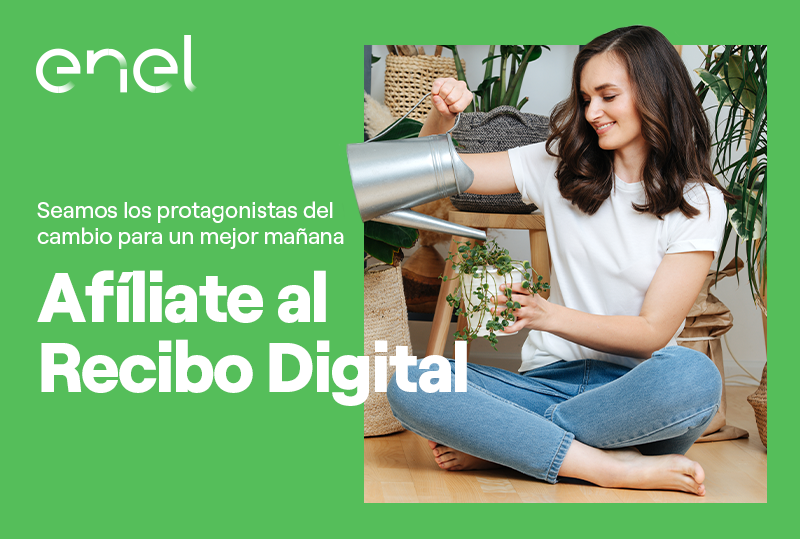 enel
Seamos los protagonistas del
cambio para un mejor mañana
Afíliate al
Recibo Digital